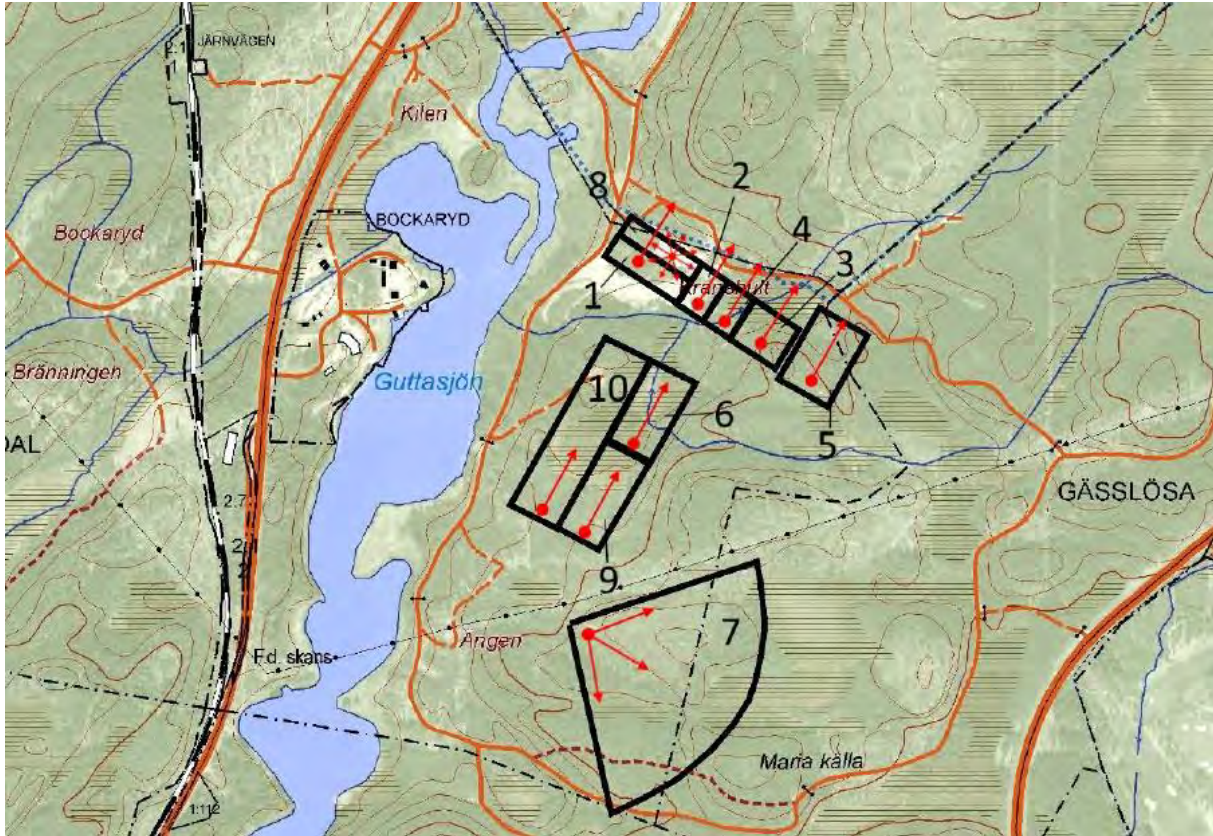 JÄRNVÄGEN
Kilen
2
8
4
Bockaryd
BOCKARYD
3
Kranshult
1
Bränningen
Guttasjön
10
6
5
DAL
GÄSSLÖSA
2.7
9
7
Ängen
F.d. skans
Maria källa
1:112